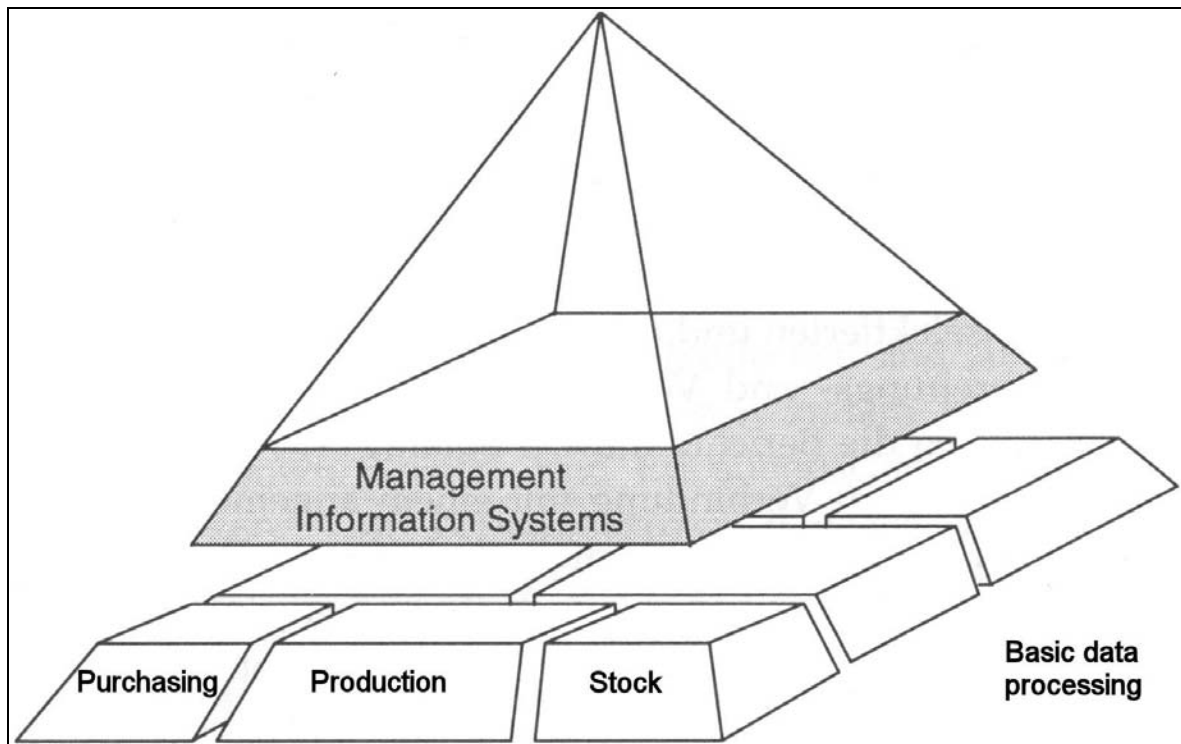 Management
Information Systems
Purchasing
Production
Stock
Basic data
processing